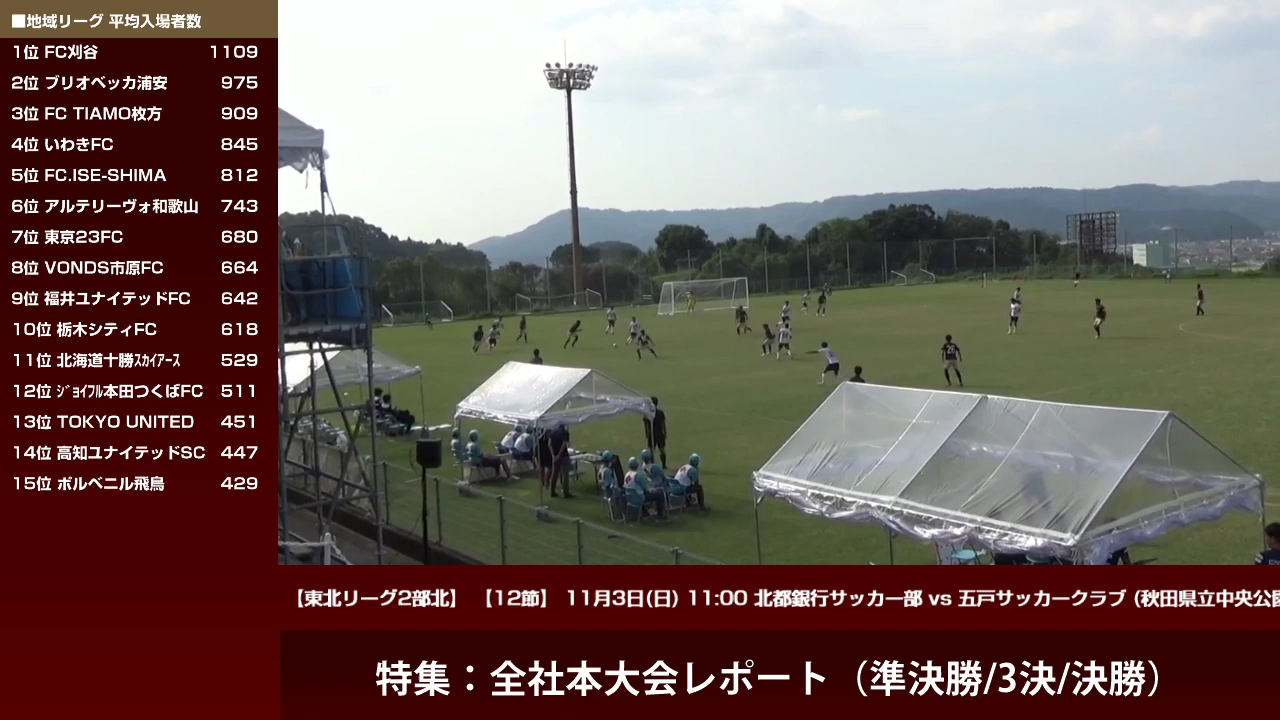 ■地域リーグ 平均入場者数
1位 FC刈谷 1109
2位 ブリオベッカ浦安 975
3位 FC TIAMO枚方 909
4位 いわきFC 845
5位 FC.ISE-SHIMA 812
6位 アルテリーヴォ和歌山 743
7位 東京23FC 680
8位 VONDS市原FC 664
9位 福井ユナイテッドFC 642
10位 栃木シティFC 618
11位 北海道十勝ｽｶｲｱｰｽ 529
12位 ｼﾞｮｲﾌﾙ本田つくばFC 511
13位 TOKYO UNITED 451
14位 高知ユナイテッドSC 447
15位 ポルベニル飛鳥 429
【東北リーグ2部北】 【12節】 11月3日(日) 11:00 北都銀行サッカー部 vs 五戸サッカークラブ (秋田県立中央公園
特集：全社本大会レポート（準決勝/3決/決勝）